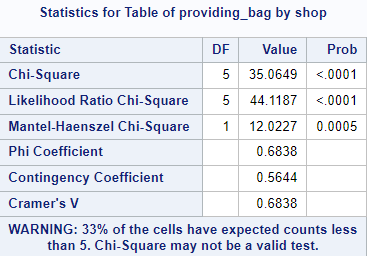 Statistics for Table of providing_bag by shop
Statistic DF Value Prob
Chi-Square 5 35.0649 <.0001
Likelihood Ratio Chi-Square 5 44.1187 <.0001
Mantel-Haenszel Chi-Square 1 12.0227 0.0005
Phi Coefficient 0.6838
Contingency Coefficient 0.5644
Cramer's V 0.6838
WARNING: 33% of the cells have expected counts less
than 5. Chi-Square may not be a valid test.